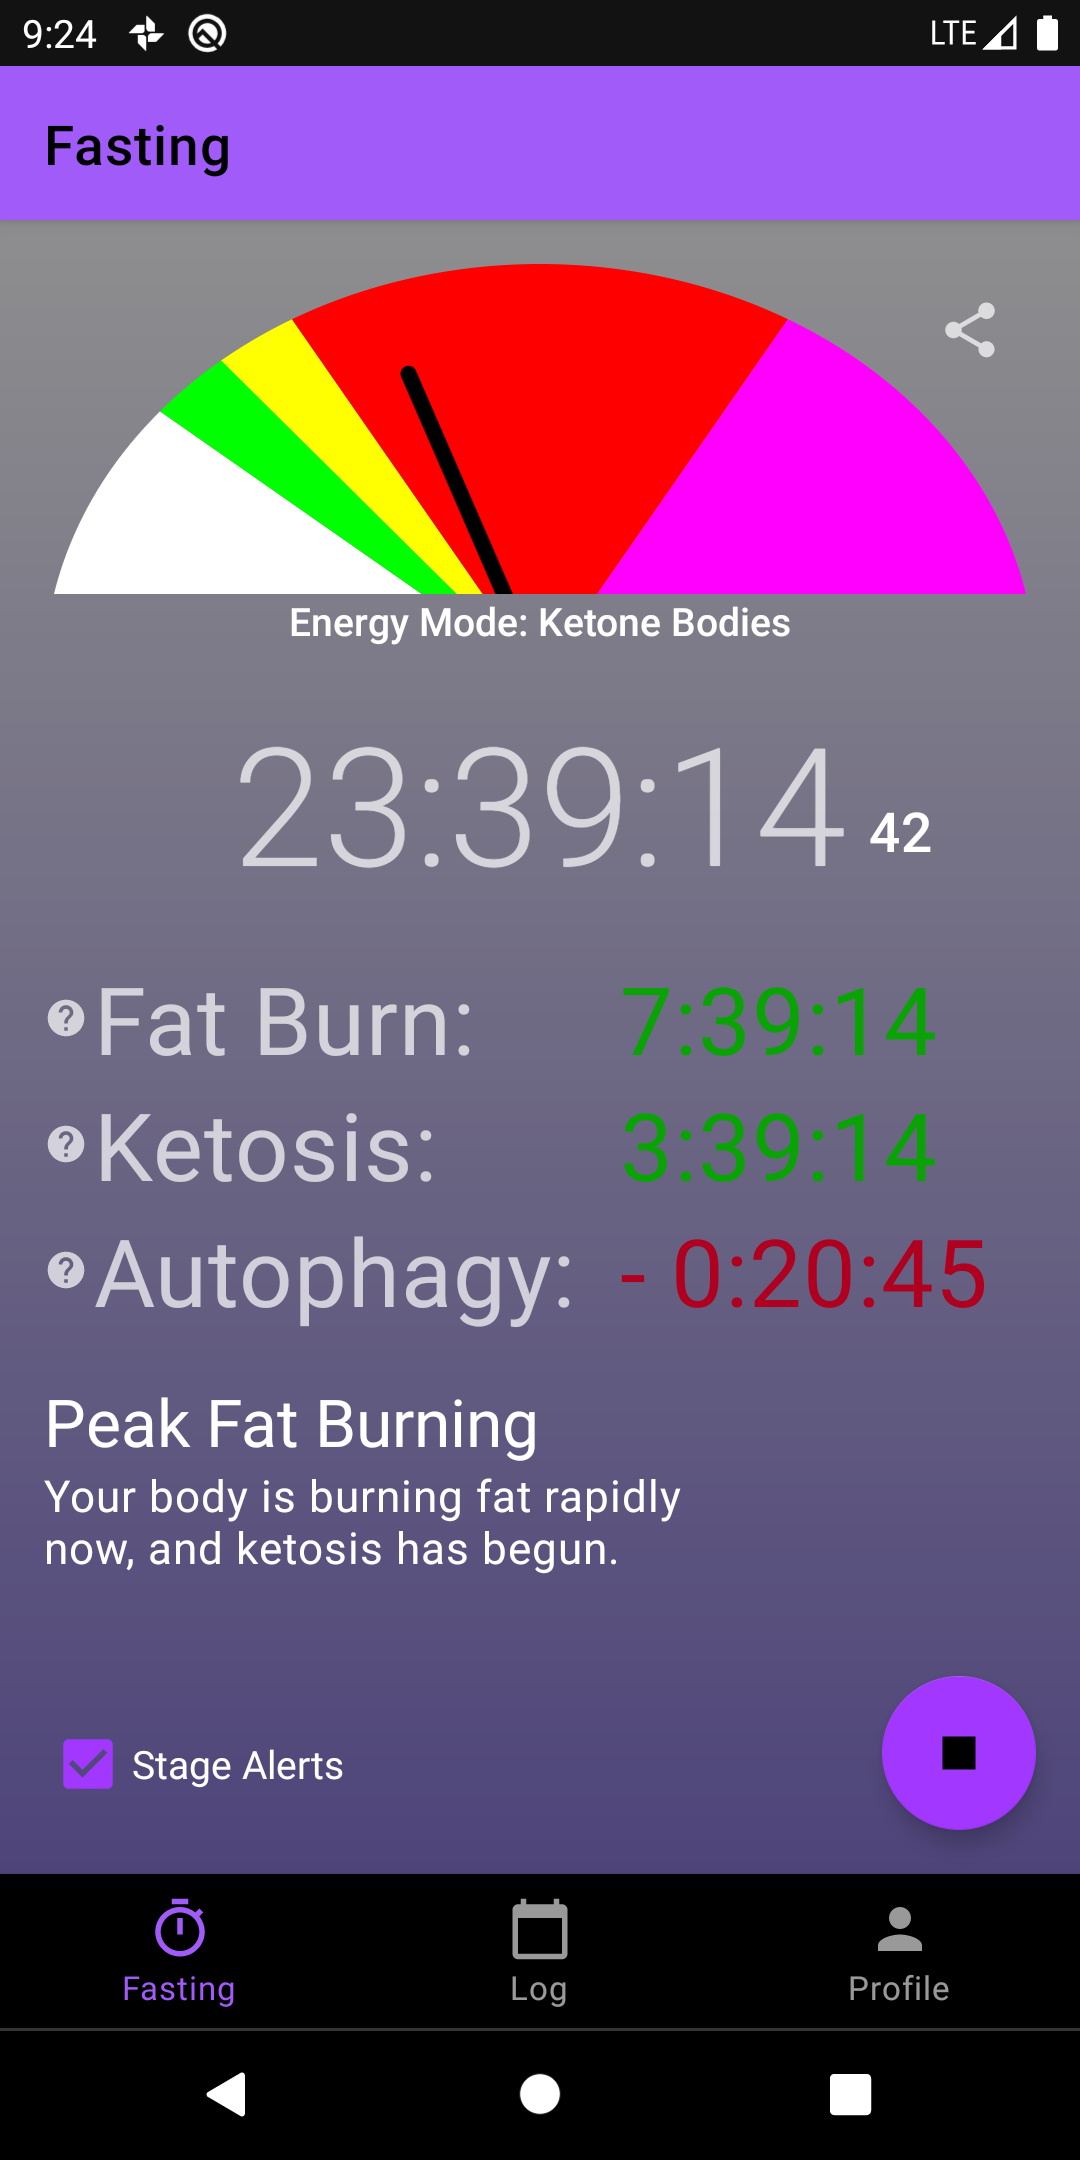 9:24
LTE
Fasting
Energy Mode: Ketone Bodies
23:39:14 42
Fat Burn: 7:39:14
Ketosis: 3:39:14
Autophagy: - 0:20:45
Peak Fat Burning
Your body is burning fat rapidly
now, and ketosis has begun.
Stage Alerts
Fasting
Log
Profile